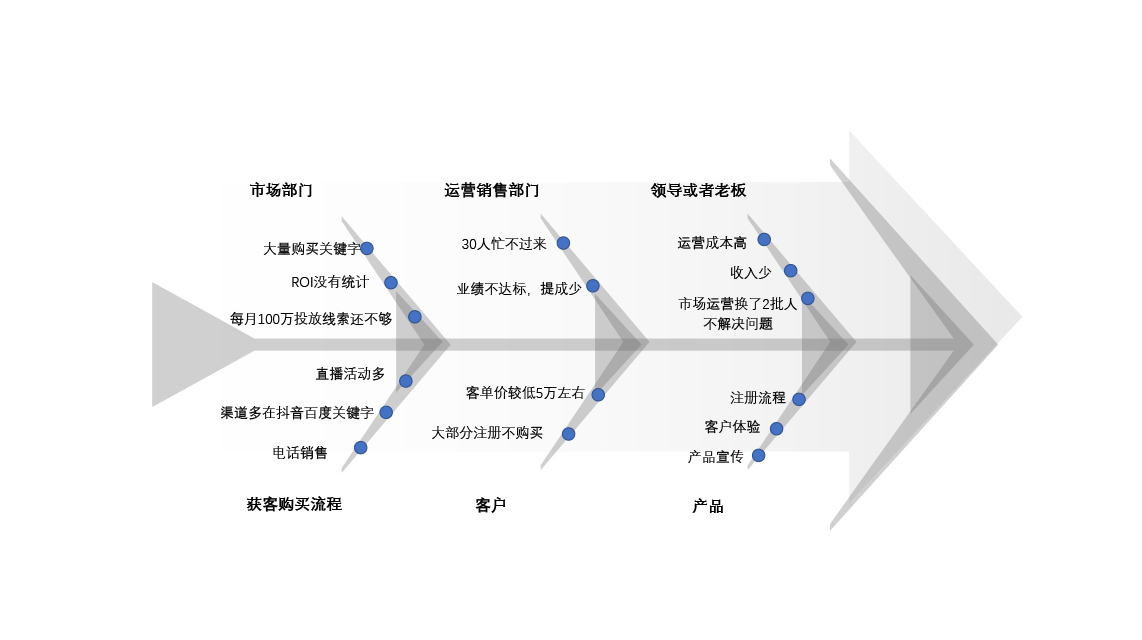 市场部门
运营销售部门
领导或者老板
大量购买关键字
ROI没有统计
每月100万投放线索还不够
30人忙不过来
业绩不达标，提成少
运营成本高
收入少
市场运营换了2批人
不解决问题
直播活动多
渠道多在抖音百度关键字
电话销售
客单价较低5万左右
大部分注册不购买
注册流程
客户体验
产品宣传
获客购买流程
客户
产品